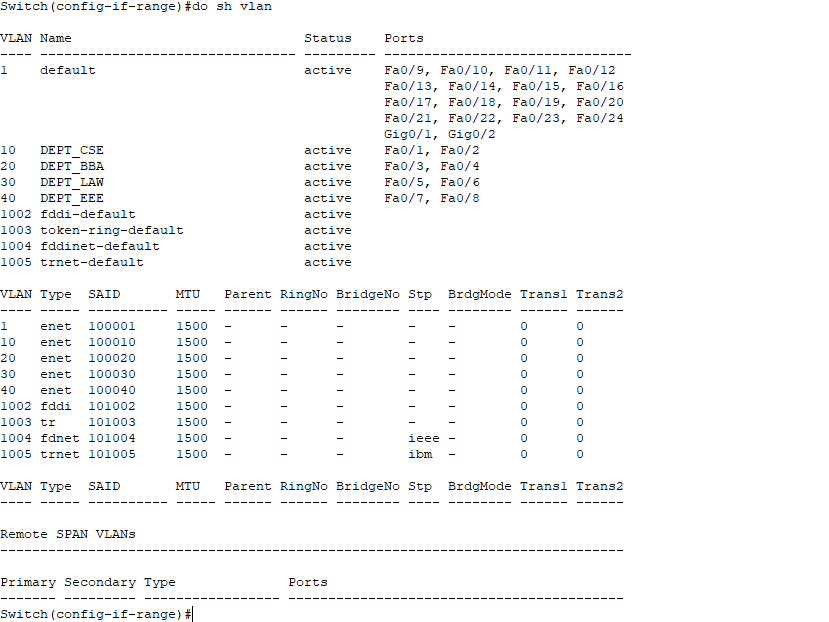 Switch(config-if-range)#do sh vlan
VLAN Name                             Status    Ports
---- -------------------------------- --------- -------------------------------
1    default                          active    Fa0/9, Fa0/10, Fa0/11, Fa0/12
                                                Fa0/13, Fa0/14, Fa0/15, Fa0/16
                                                Fa0/17, Fa0/18, Fa0/19, Fa0/20
                                                Fa0/21, Fa0/22, Fa0/23, Fa0/24
                                                Gig0/1, Gig0/2
10   DEPT_CSE                         active    Fa0/1, Fa0/2
20   DEPT_BBA                         active    Fa0/3, Fa0/4
30   DEPT_LAW                         active    Fa0/5, Fa0/6
40   DEPT_EEE                         active    Fa0/7, Fa0/8
1002 fddi-default                     active
1003 token-ring-default               active
1004 fddinet-default                  active
1005 trnet-default                    active
VLAN Type  SAID       MTU   Parent RingNo BridgeNo Stp  BrdgMode Trans1 Trans2
---- ----- ---------- ----- ------ ------ -------- ---- -------- ------ ------
1    enet  100001     1500  -      -      -        -    -        0      0
10   enet  100010     1500  -      -      -        -    -        0      0
20   enet  100020     1500  -      -      -        -    -        0      0
30   enet  100030     1500  -      -      -        -    -        0      0
40   enet  100040     1500  -      -      -        -    -        0      0
1002 fddi  101002     1500  -      -      -        -    -        0      0
1003 tr    101003     1500  -      -      -        -    -        0      0
1004 fdnet 101004     1500  -      -      -        ieee -        0      0
1005 trnet 101005     1500  -      -      -        ibm  -        0      0
VLAN Type  SAID       MTU   Parent RingNo BridgeNo Stp  BrdgMode Trans1 Trans2
---- ----- ---------- ----- ------ ------ -------- ---- -------- ------ ------
Remote SPAN VLANs
------------------------------------------------------------------------------
Primary Secondary Type              Ports
------- --------- ----------------- ------------------------------------------
Switch(config-if-range)#